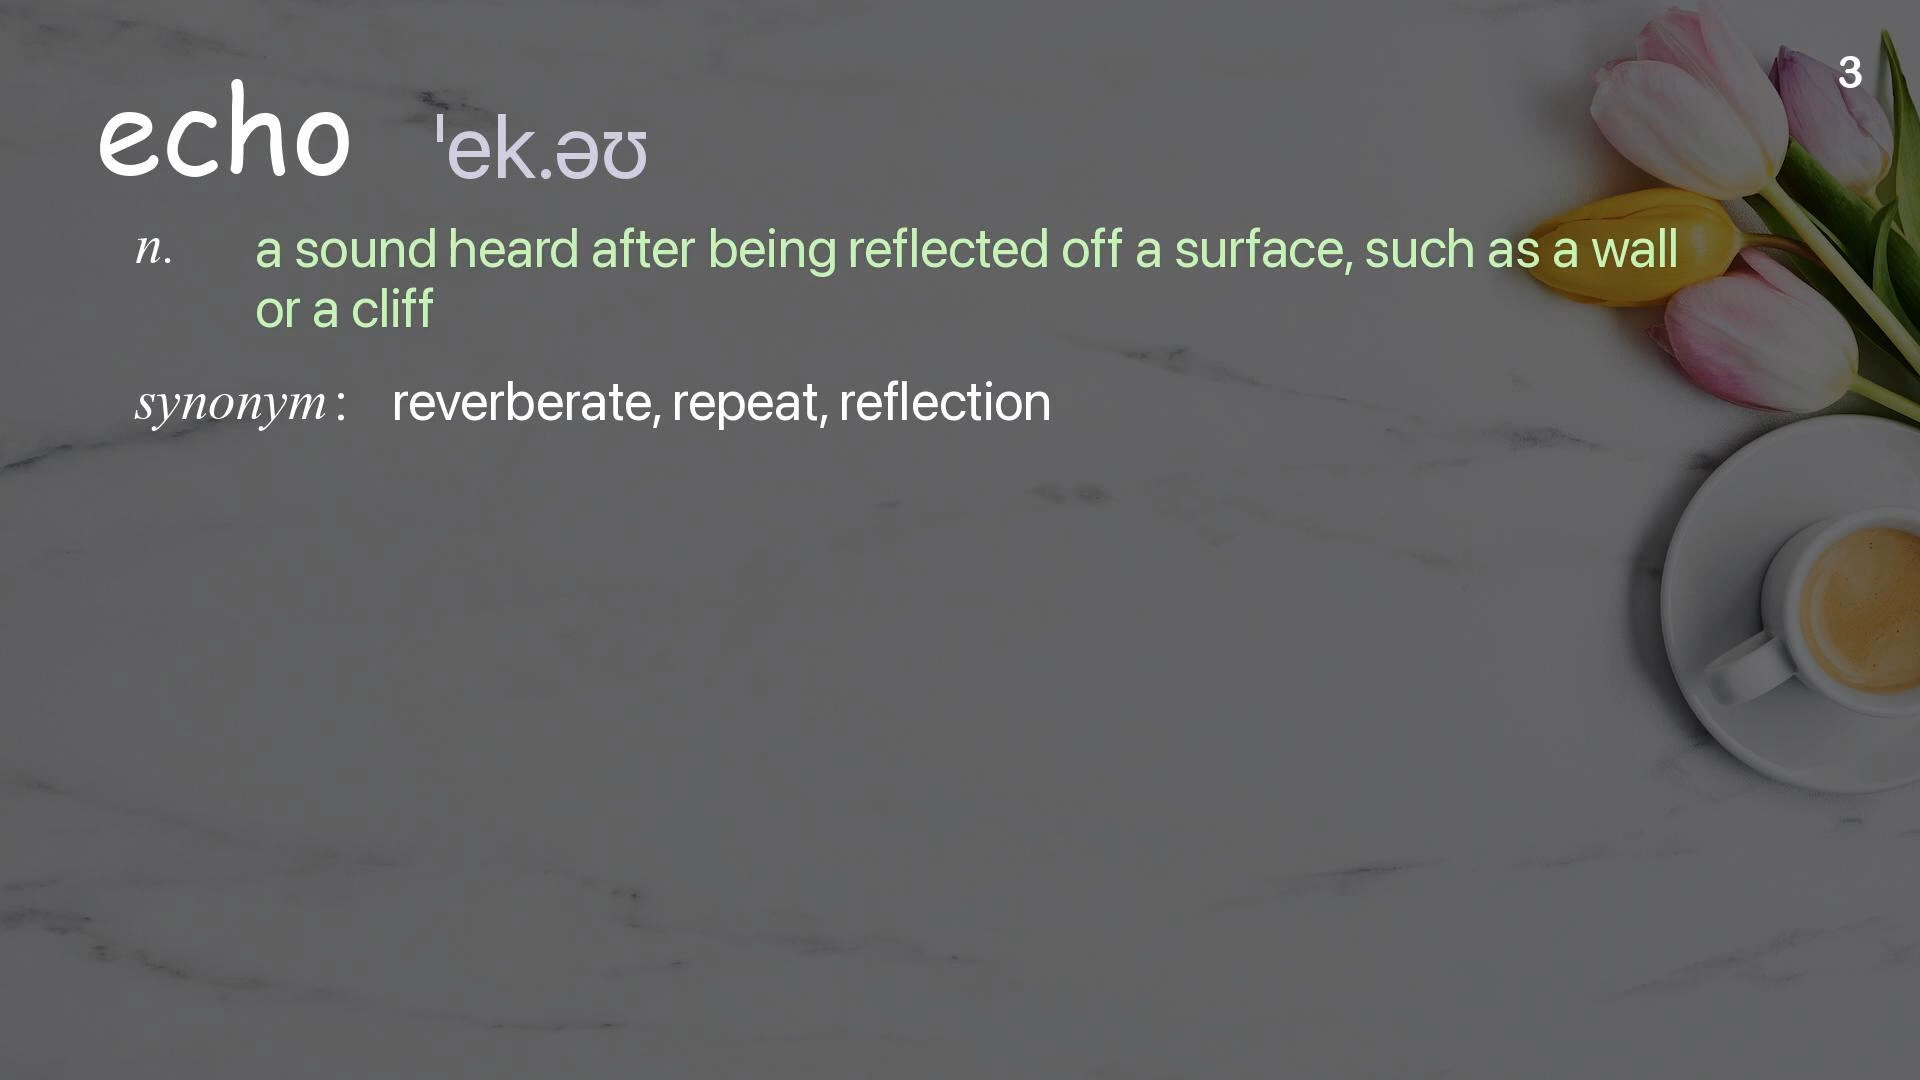 3
echo ˈek.əʊ
n. a sound heard after being reflected off a surface, such as a wall
or a cliff
synonym : reverberate, repeat, reflection